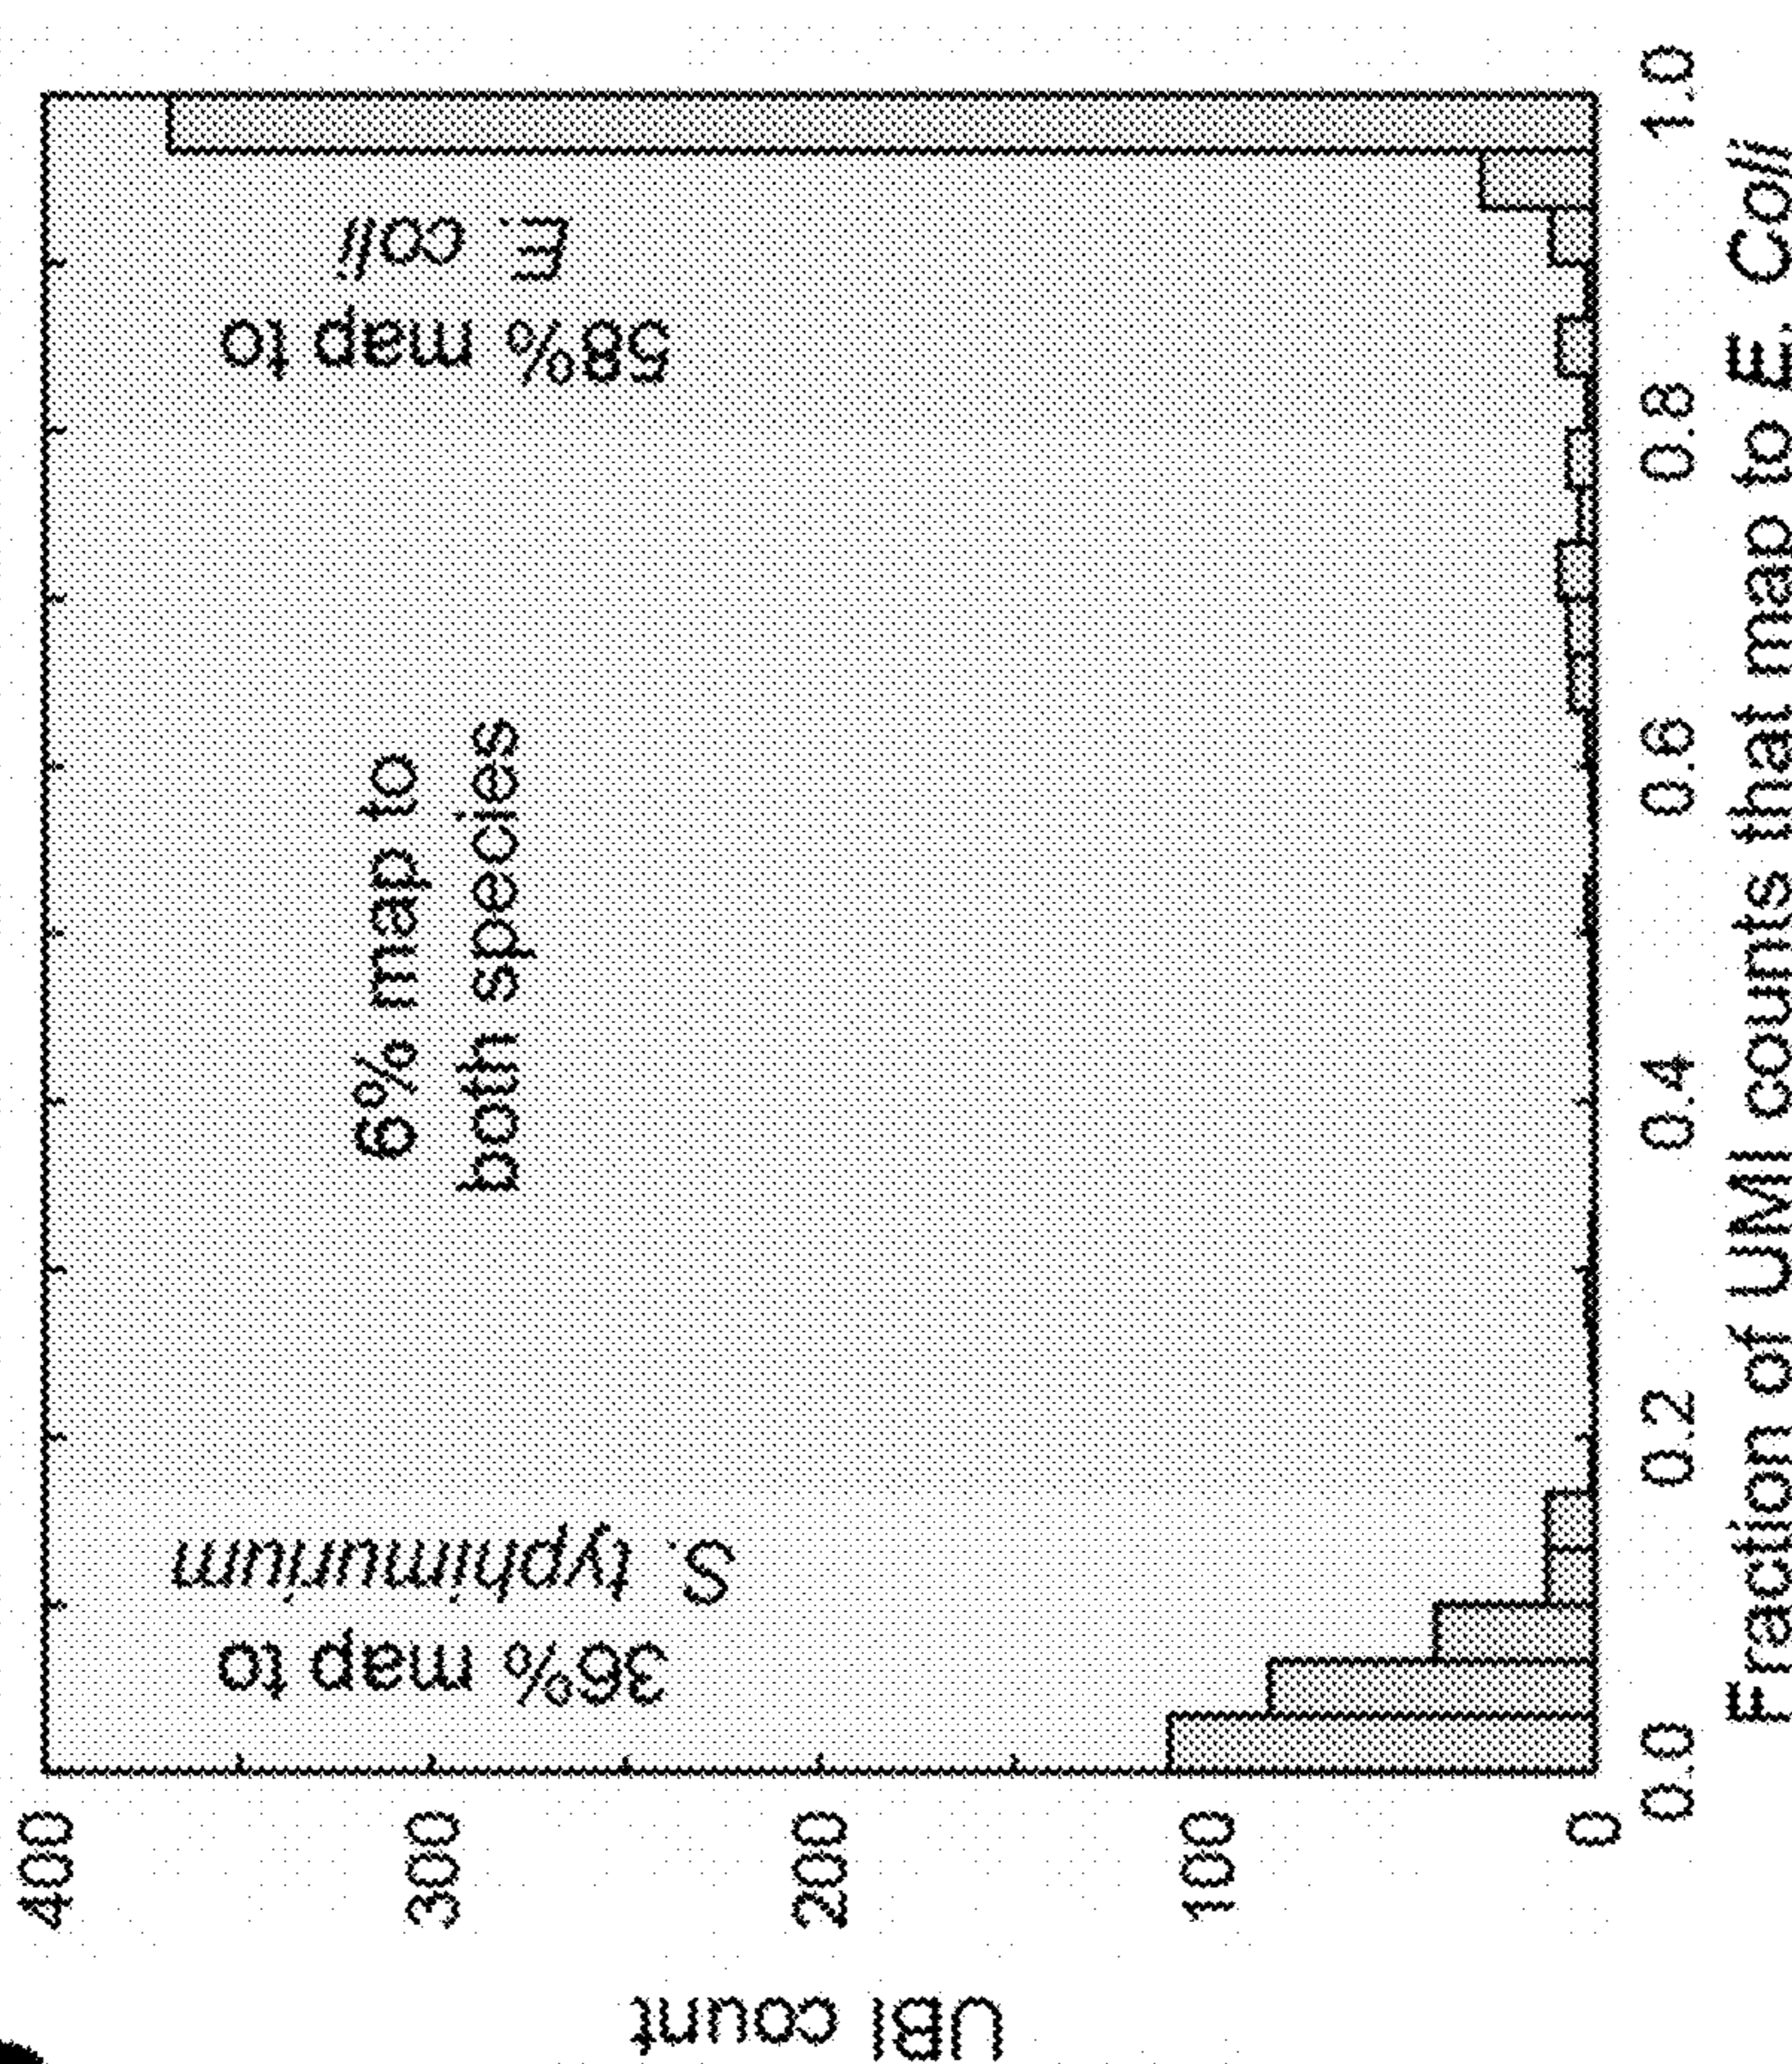 400
300
200
100
0
UBI count
36% map to
S. typhimurium
6% map to
both species
58% map to
E. coli
0.0
0.2
0.4
0.6
0.8
1.0
Fraction of UMI counts that map to E. Coli